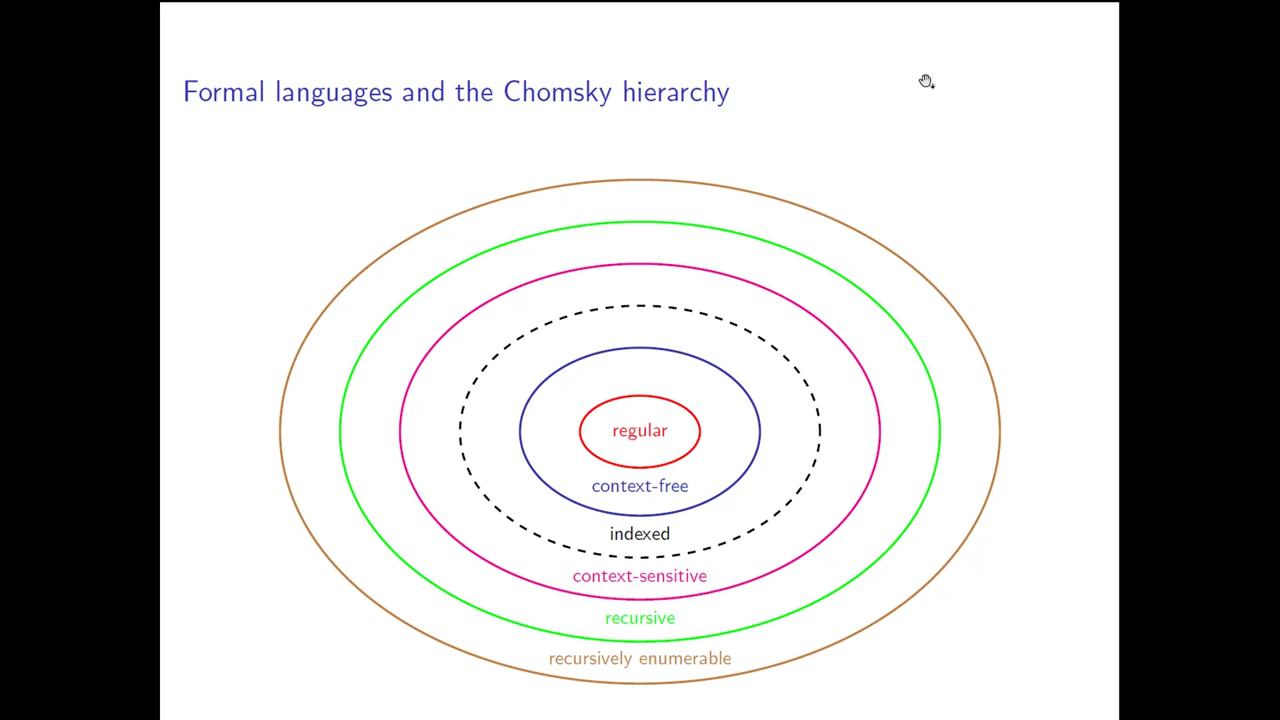 Formal languages and the Chomsky hierarchy
regular
context-free
indexed
context-sensitive
recursive
recursively enumerable